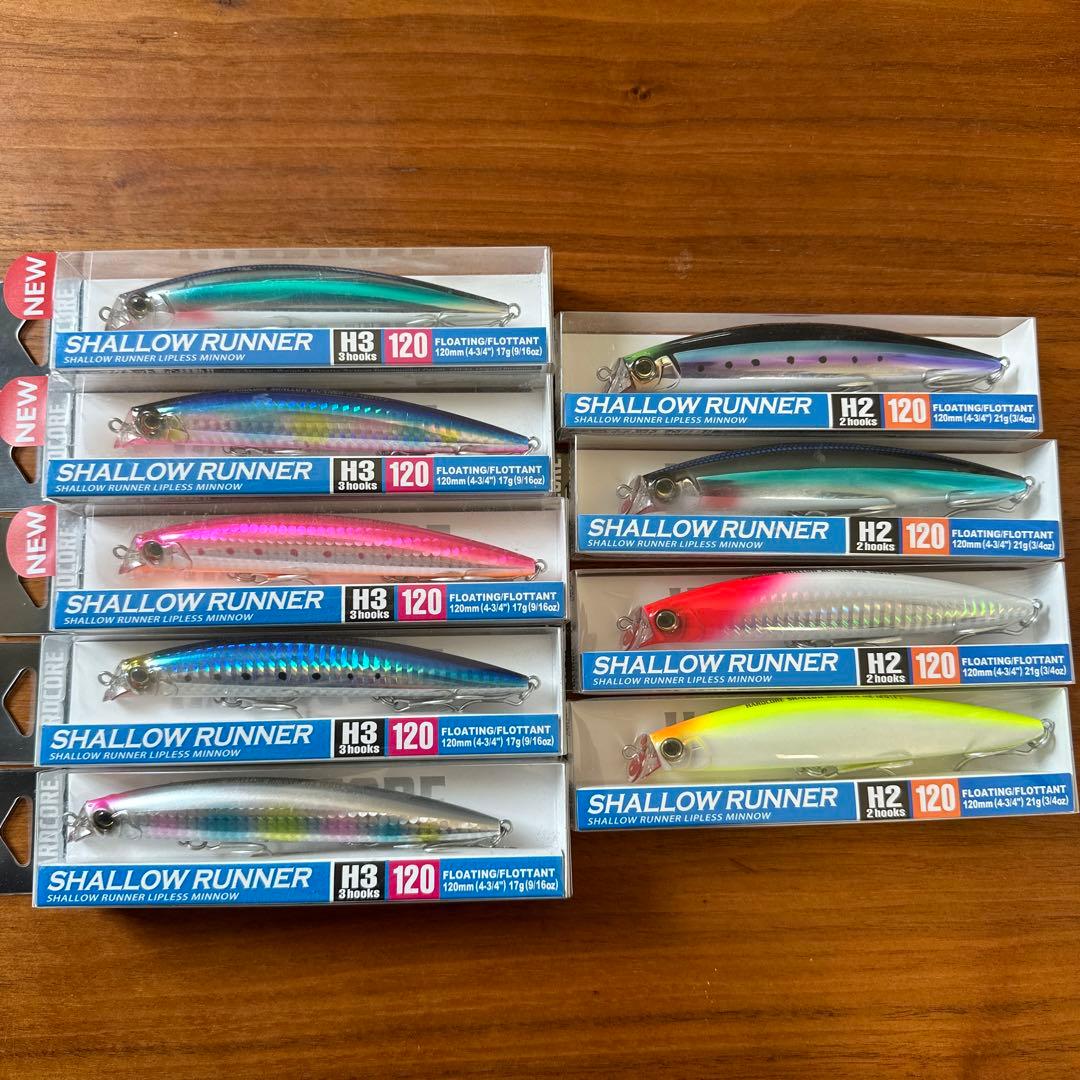 NEW
SHALLOW RUNNER
SHALLOW RUNNER LIPLESS MINNOW
H3
3 hooks
120
FLOATING/FLOTTANT
120mm (4-3/4") 17g (9/16oz)
NEW
SHALLOW RUNNER
SHALLOW RUNNER LIPLESS MINNOW
H3
3 hooks
120
FLOATING/FLOTTANT
120mm (4-3/4") 17g (9/16oz)
NEW
SHALLOW RUNNER
SHALLOW RUNNER LIPLESS MINNOW
H3
3 hooks
120
FLOATING/FLOTTANT
120mm (4-3/4") 17g (9/16oz)
SHALLOW RUNNER
SHALLOW RUNNER LIPLESS MINNOW
H3
3 hooks
120
FLOATING/FLOTTANT
120mm (4-3/4") 17g (9/16oz)
ARDCORE
SHALLOW RUNNER
SHALLOW RUNNER LIPLESS MINNOW
H3
3 hooks
120
FLOATING/FLOTTANT
120mm (4-3/4") 17g (9/16oz)
SHALLOW RUNNER
SHALLOW RUNNER LIPLESS MINNOW
H2
2 hooks
120
FLOATING/FLOTTANT
120mm (4-3/4") 21g (3/4oz)
SHALLOW RUNNER
SHALLOW RUNNER LIPLESS MINNOW
H2
2 hooks
120
FLOATING/FLOTTANT
120mm (4-3/4") 21g (3/4oz)
SHALLOW RUNNER
SHALLOW RUNNER LIPLESS MINNOW
H2
2 hooks
120
FLOATING/FLOTTANT
120mm (4-3/4") 21g (3/4oz)
SHALLOW RUNNER
SHALLOW RUNNER LIPLESS MINNOW
H2
2 hooks
120
FLOATING/FLOTTANT
120mm (4-3/4") 21g (3/4oz)